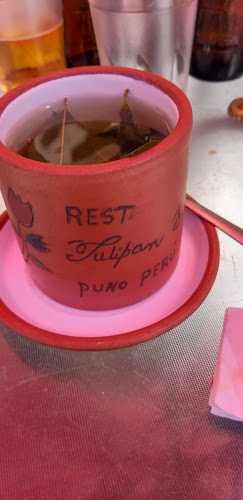 REST.
Tulipan
PUNO PERU